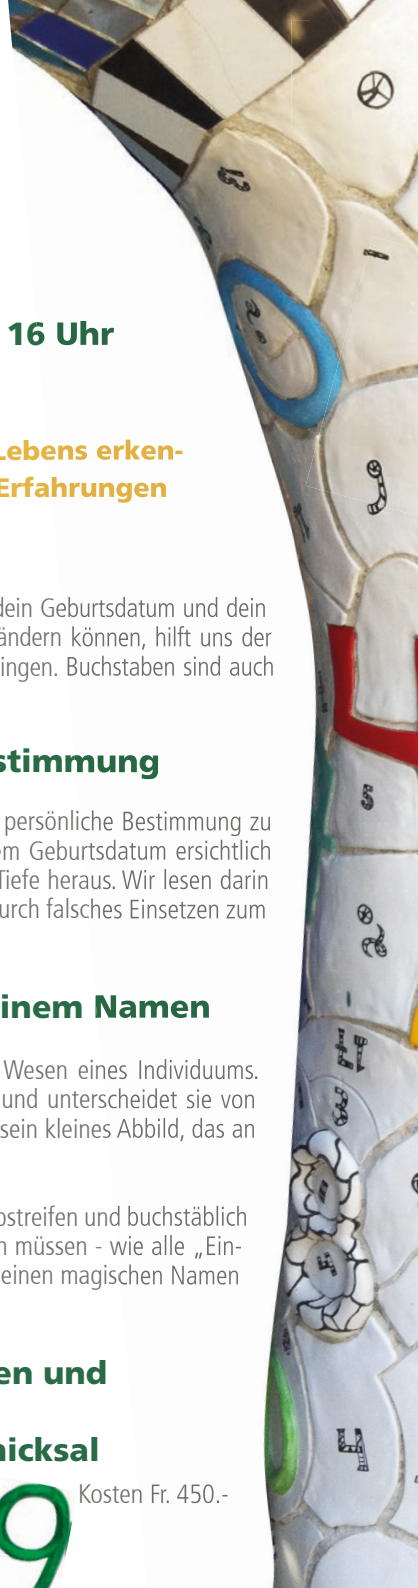 16 Uhr
Lebens erken-
Erfahrungen
dein Geburtsdatum und dein
ändern können, hilft uns der
ingen. Buchstaben sind auch
stimmung
persönliche Bestimmung zu
em Geburtsdatum ersichtlich
Tiefe heraus. Wir lesen darin
urch falsches Einsetzen zum
inem Namen
Wesen eines Individuums.
und unterscheidet sie von
sein kleines Abbild, das an
bstreifen und buchstäblich
n müssen - wie alle „Ein-
einen magischen Namen
en und
hicksal
Kosten Fr. 450.-
9